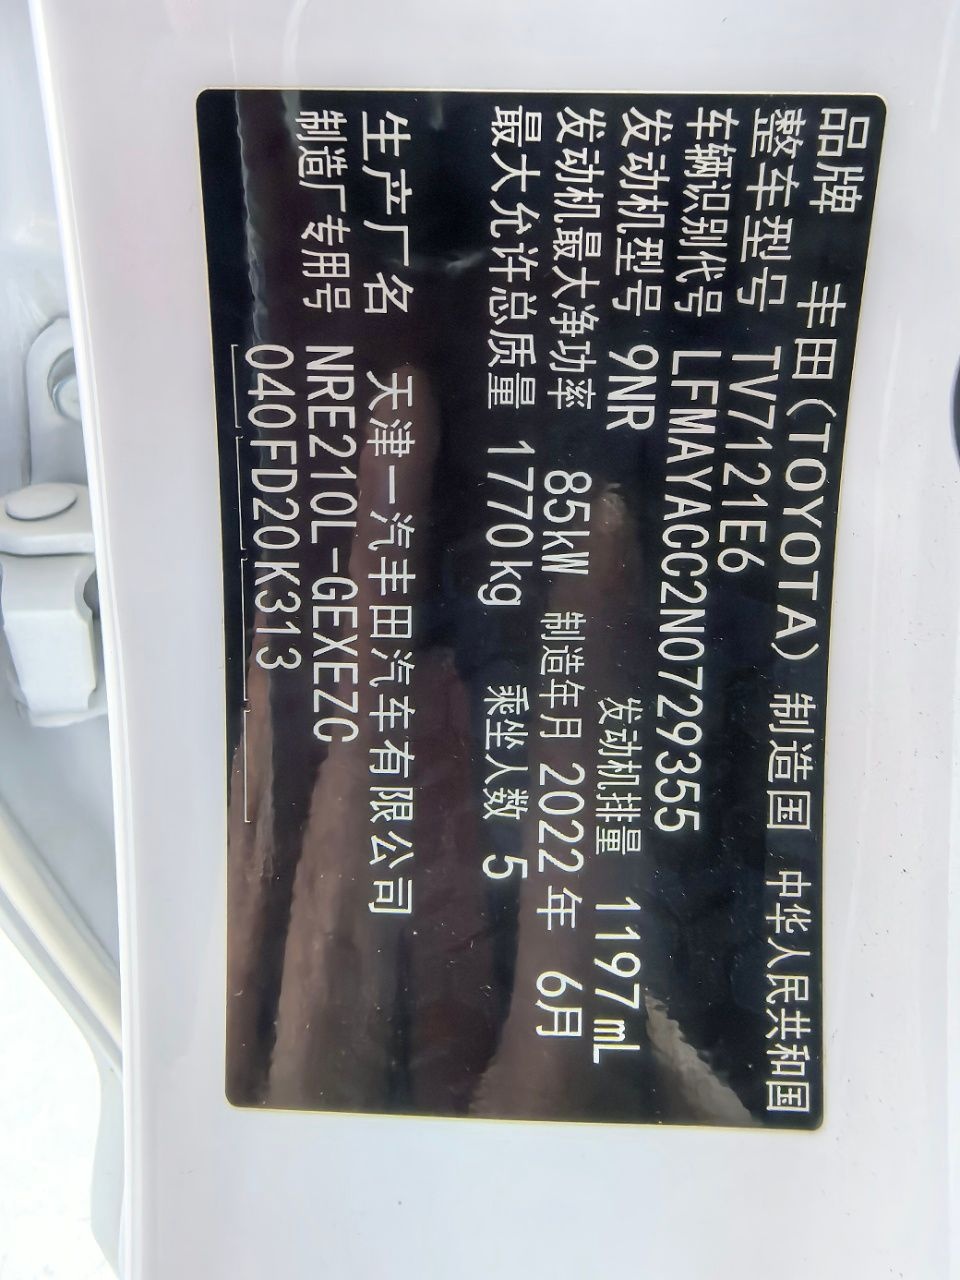 品牌 丰田(TOYOTA) 制造国 中华人民共和国
整车型号 TV7121E6
车辆识别代号 LFMAYACC2N0729355
发动机型号 9NR 发动机排量 1197mL
发动机最大净功率 85kW 制造年月 2022年 6月
最大允许总质量 1770kg 乘坐人数 5
生产厂名 天津一汽丰田汽车有限公司
制造厂专用号 NRE210L-GEXEZC
040FD20K313